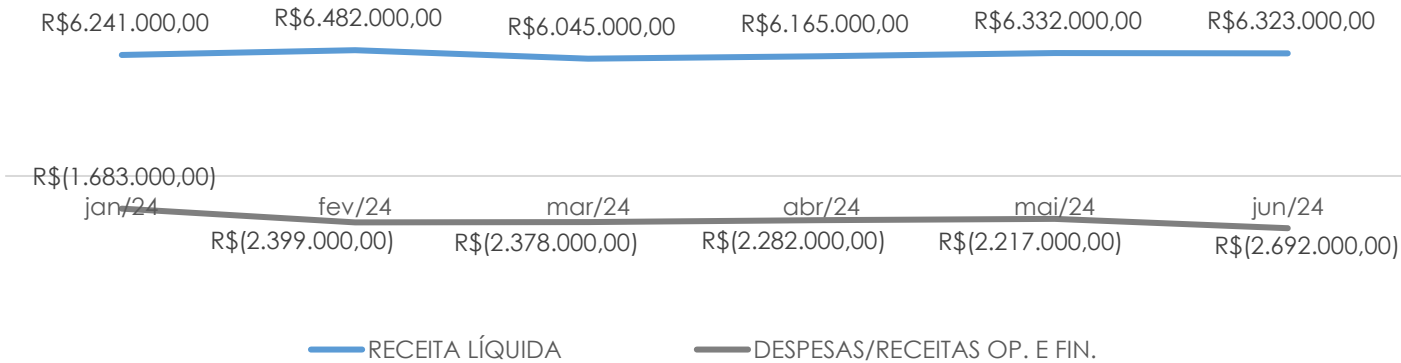 R$6.241.000,00 R$6.482.000,00 R$6.045.000,00 R$6.165.000,00 R$6.332.000,00 R$6.323.000,00
R$(1.683.000,00)
jan/24 fev/24 mar/24 abr/24 mai/24 jun/24
R$(2.399.000,00) R$(2.378.000,00) R$(2.282.000,00) R$(2.217.000,00) R$(2.692.000,00)
RECEITA LÍQUIDA DESPESAS/RECEITAS OP. E FIN.